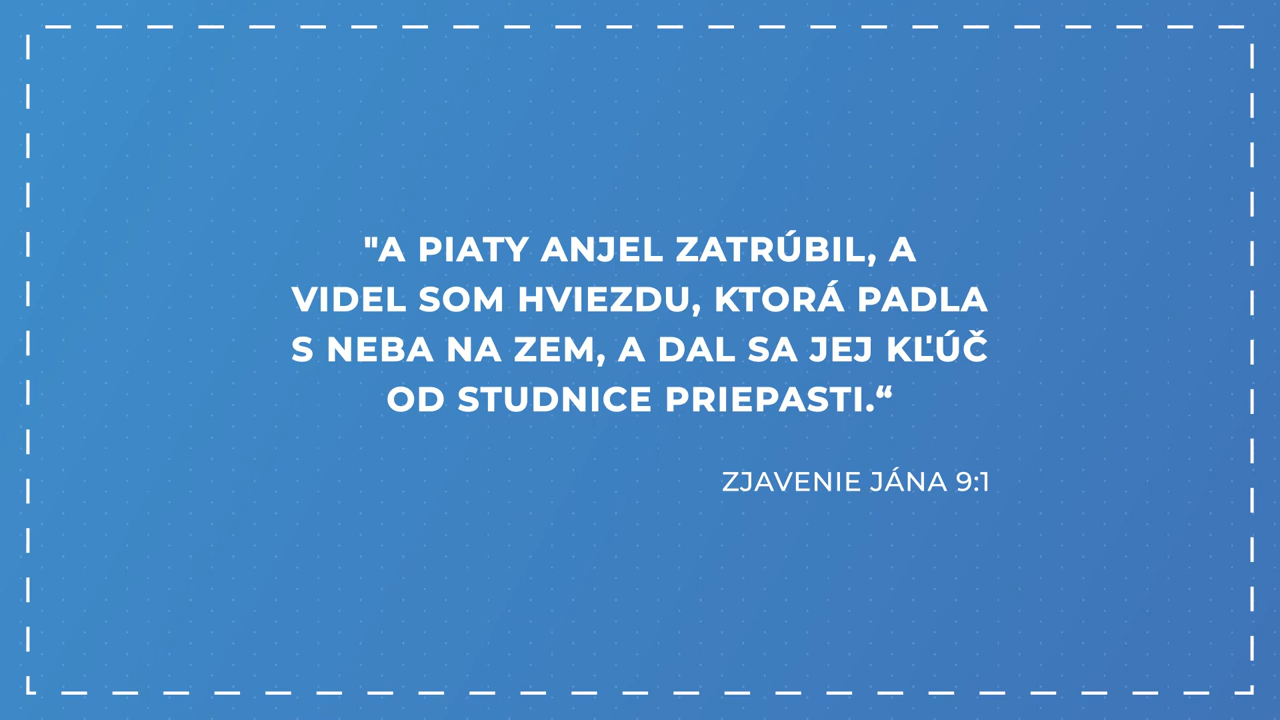 "A PIATY ANJEL ZATRÚBIL, A
VIDEL SOM HVIEZDU, KTORÁ PADLA
S NEBA NA ZEM, A DAL SA JEJ KĽÚČ
OD STUDNICE PRIEPASTI.“
ZJAVENIE JÁNA 9:1